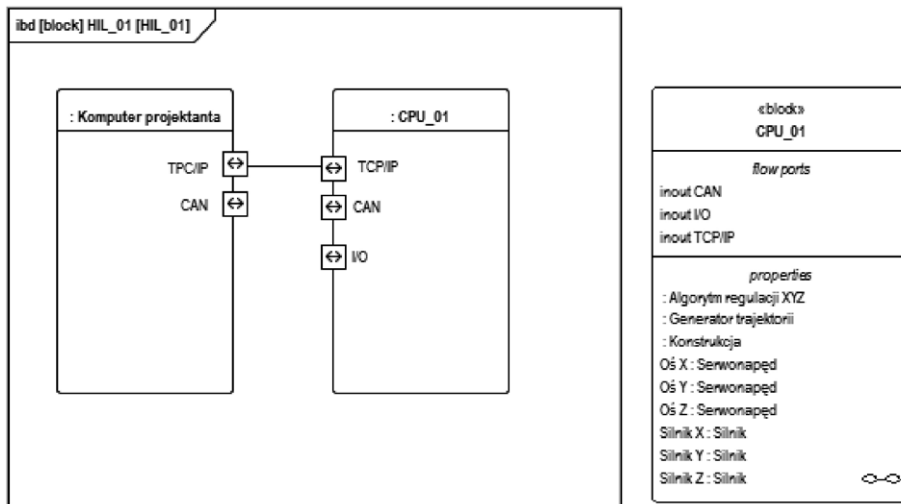 ibd [block] HIL_01 [HIL_01]
: Komputer projektanta
TPC/IP
CAN
: CPU_01
TCP/IP
CAN
I/O
«block»
CPU_01
flow ports
inout CAN
inout I/O
inout TCP/IP
properties
: Algorytm regulacji XYZ
: Generator trajektorii
: Konstrukcja
Oś X : Serwonapęd
Oś Y : Serwonapęd
Oś Z : Serwonapęd
Silnik X : Silnik
Silnik Y : Silnik
Silnik Z : Silnik